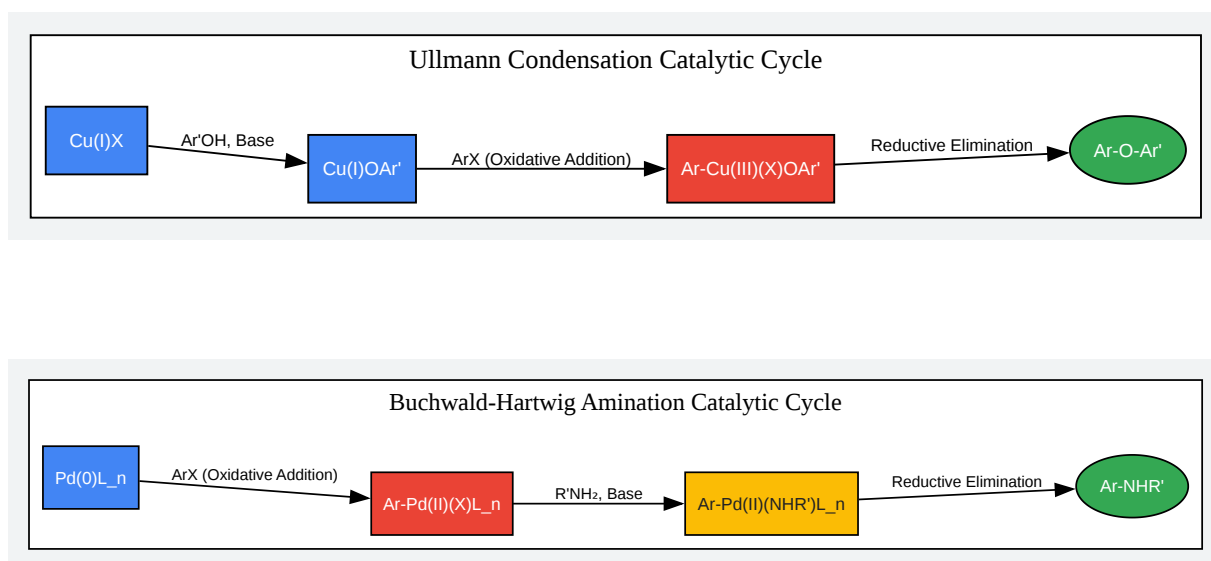 Ullmann Condensation Catalytic Cycle
Cu(I)X
Ar'OH, Base
Cu(I)OAr'
ArX (Oxidative Addition)
Ar-Cu(III)(X)OAr'
Reductive Elimination
Ar-O-Ar'
Buchwald-Hartwig Amination Catalytic Cycle
Pd(0)L_n
ArX (Oxidative Addition)
Ar-Pd(II)(X)L_n
R'NH₂, Base
Ar-Pd(II)(NHR')L_n
Reductive Elimination
Ar-NHR'